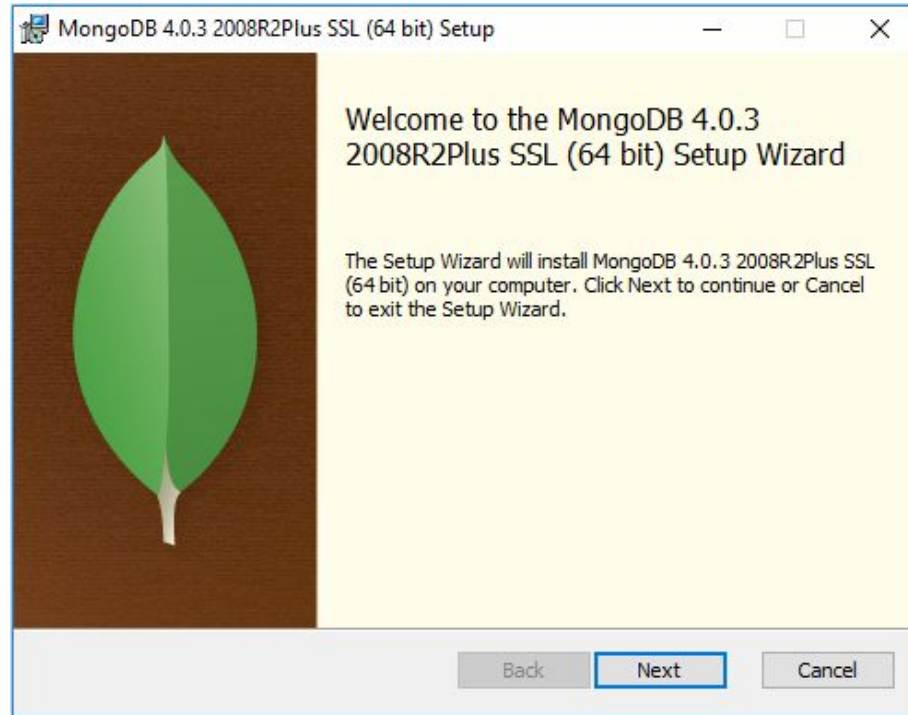 MongoDB 4.0.3 2008R2Plus SSL (64 bit) Setup
Welcome to the MongoDB 4.0.3
2008R2Plus SSL (64 bit) Setup Wizard
The Setup Wizard will install MongoDB 4.0.3 2008R2Plus SSL
(64 bit) on your computer. Click Next to continue or Cancel
to exit the Setup Wizard.
Back Next Cancel